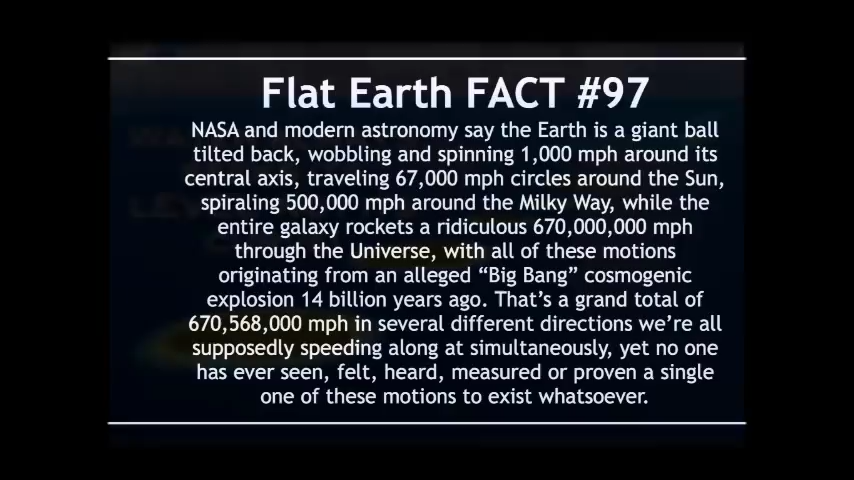 Flat Earth FACT #97
NASA and modern astronomy say the Earth is a giant ball
tilted back, wobbling and spinning 1,000 mph around its
central axis, traveling 67,000 mph circles around the Sun,
spiraling 500,000 mph around the Milky Way, while the
entire galaxy rockets a ridiculous 670,000,000 mph
through the Universe, with all of these motions
originating from an alleged “Big Bang” cosmogenic
explosion 14 billion years ago. That’s a grand total of
670,568,000 mph in several different directions we’re all
supposedly speeding along at simultaneously, yet no one
has ever seen, felt, heard, measured or proven a single
one of these motions to exist whatsoever.